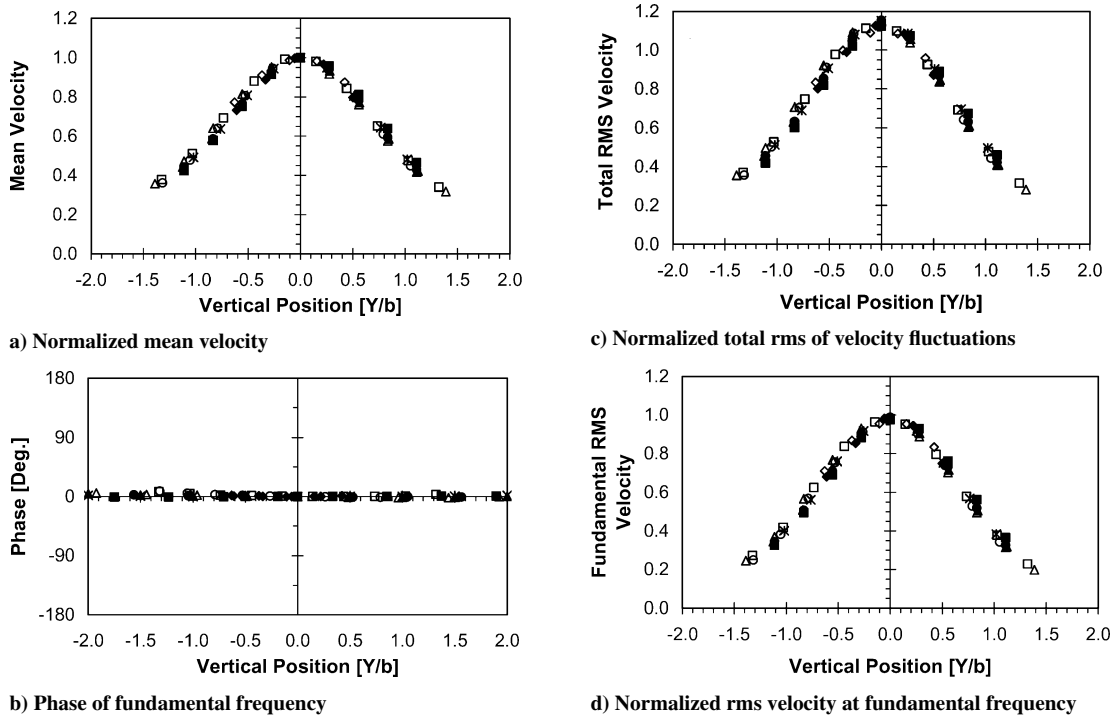 1.2
1.0
0.8
0.6
0.4
0.2
0.0
Mean Velocity
-2.0 -1.5 -1.0 -0.5 0.0 0.5 1.0 1.5 2.0
Vertical Position [Y/b]
a) Normalized mean velocity
1.2
1.0
0.8
0.6
0.4
0.2
0.0
Total RMS Velocity
-2.0 -1.5 -1.0 -0.5 0.0 0.5 1.0 1.5 2.0
Vertical Position [Y/b]
c) Normalized total rms of velocity fluctuations
180
90
0
-90
-180
Phase [Deg.]
-2.0 -1.5 -1.0 -0.5 0.0 0.5 1.0 1.5 2.0
Vertical Position [Y/b]
b) Phase of fundamental frequency
1.2
1.0
0.8
0.6
0.4
0.2
0.0
Fundamental RMS
Velocity
-2.0 -1.5 -1.0 -0.5 0.0 0.5 1.0 1.5 2.0
Vertical Position [Y/b]
d) Normalized rms velocity at fundamental frequency